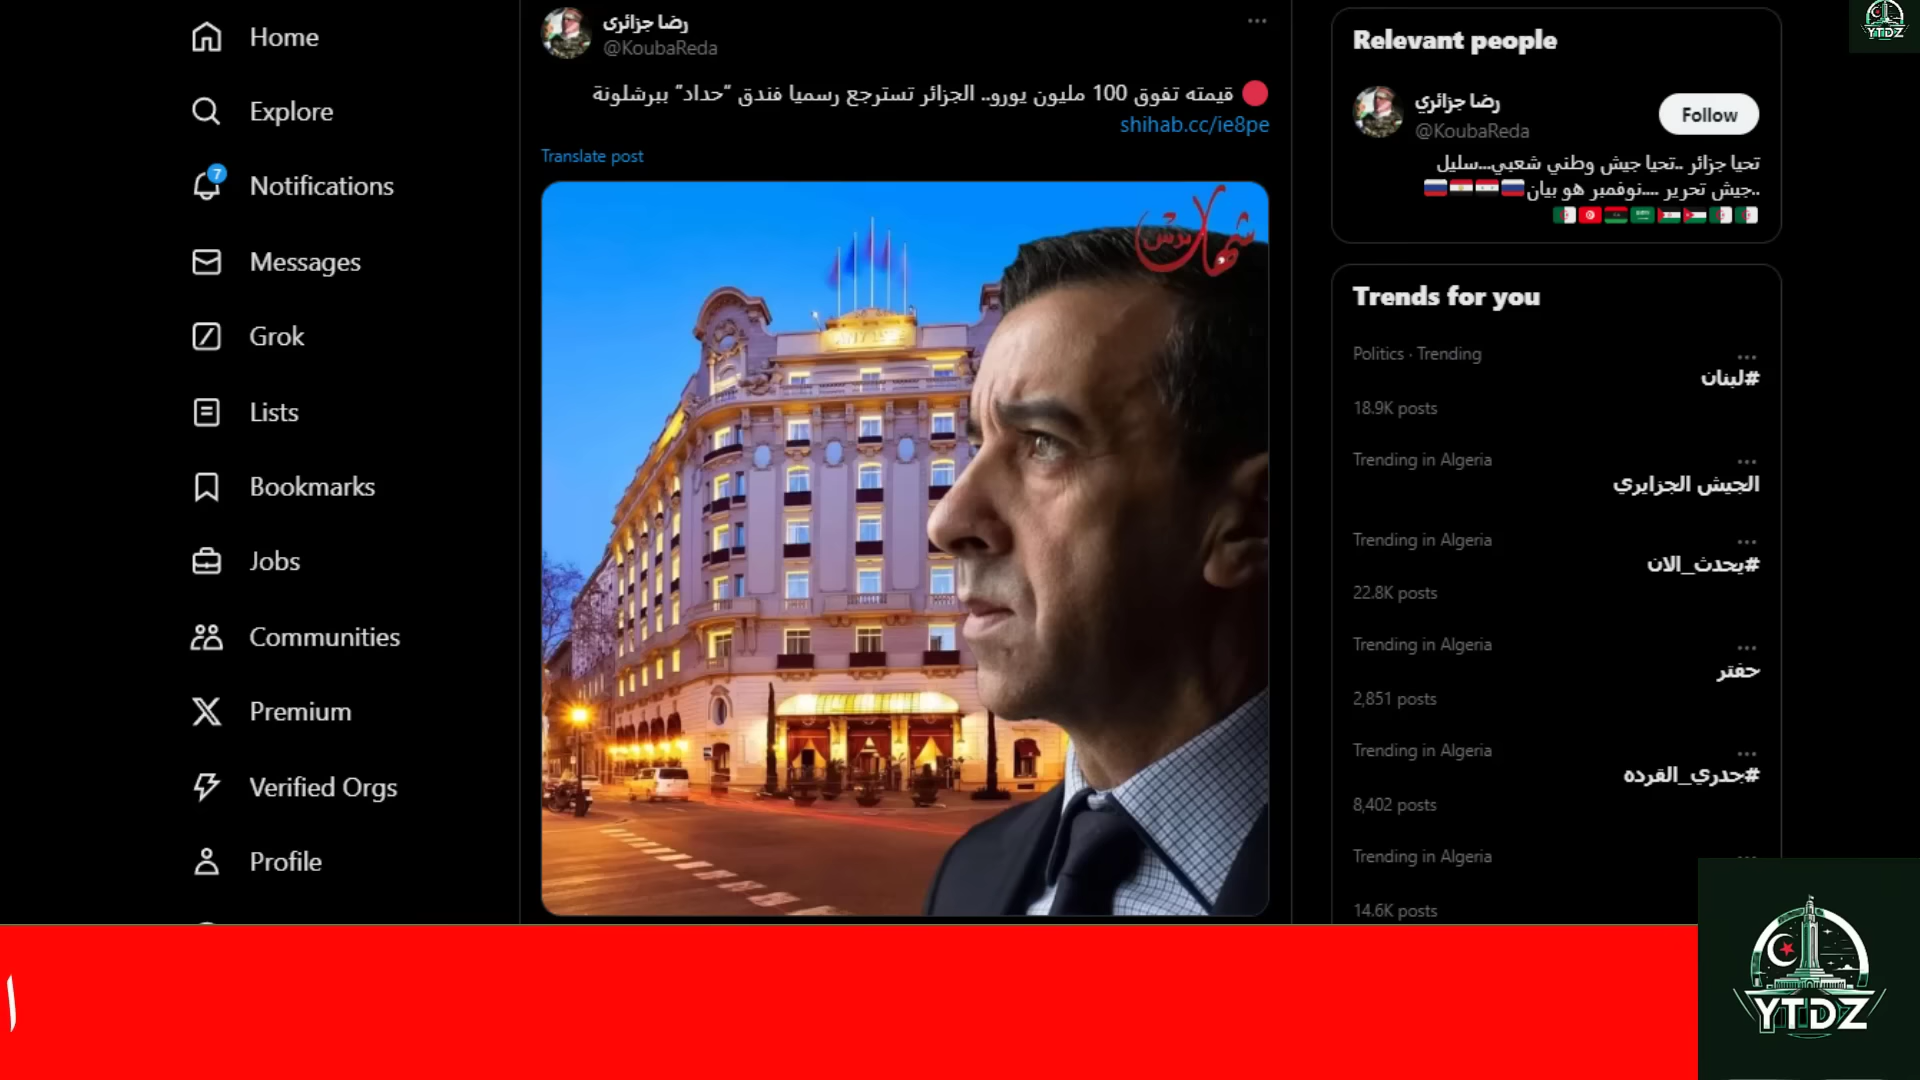 Home
Explore
7
Notifications
Messages
Grok
Lists
Bookmarks
Jobs
Communities
Premium
Verified Orgs
Profile
رضا جزائري
@KoubaReda
قيمته تفوق 100 مليون يورو.. الجزائر تسترجع رسميا فندق "حداد" ببرشلونة
shihab.cc/ie8pe
Translate post
شهاب برس
Relevant people
رضا جزائري
@KoubaReda
Follow
تحيا جزائر ..تحيا جيش وطني شعبي...سليل
جيش تحرير ....نوفمبر هو بيان..
Trends for you
Politics · Trending
#لبنان
18.9K posts
Trending in Algeria
الجيش الجزايري
Trending in Algeria
#يحدث_الان
22.8K posts
Trending in Algeria
حفتر
2,851 posts
Trending in Algeria
#جدري_القرده
8,402 posts
Trending in Algeria
14.6K posts
YTDZ
YTDZ
ا